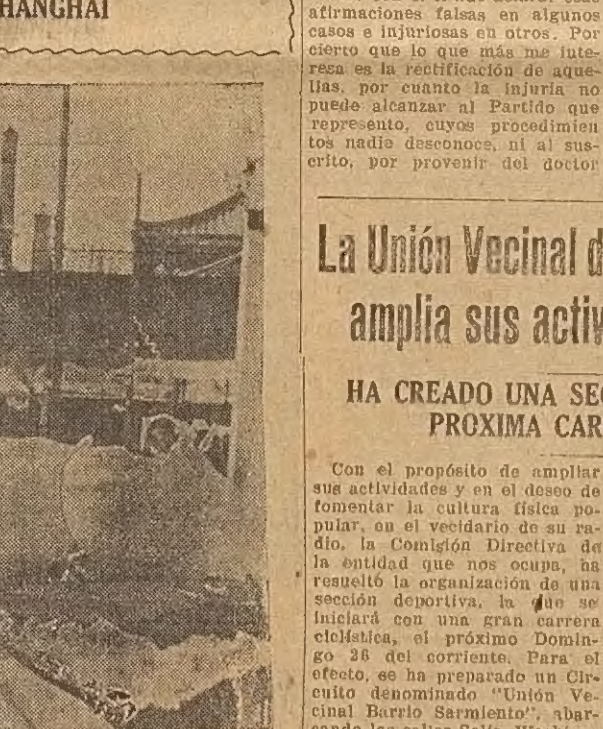 SHANGHAI
afirmaciones falsas en algunos
casos e injuriosas en otros. Por
cierto que lo que más me inte-
resa es la rectificación de aque-
llas, por cuanto la injuria no
puede alcanzar al Partido que
represento, cuyos procedimien
tos nadie desconoce, ni al sus-
crito, por provenir del doctor
La Unión Vecinal d
amplia sus activ
HA CREADO UNA SE
PROXIMA CAR
Con el propósito de ampliar
sus actividades y en el deseo de
fomentar la cultura física po-
pular, en el vecidario de su ra-
dio, la Comisión Directiva de
la entidad que nos ocupa, ha
resueltó la organización de una
sección deportiva, la que se
iniciará con una gran carrera
ciclística, el próximo Domin-
go 26 del corriente. Para el
efecto, se ha preparado un Cir-
cuito denominado "Unión Ve-
cinal Barrio Sarmiento", abar-